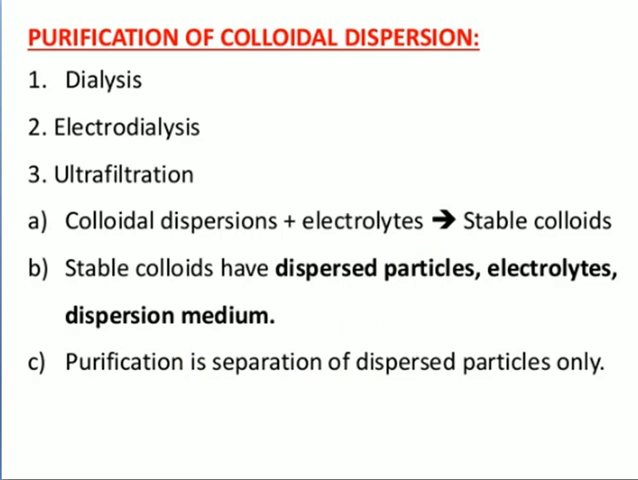 PURIFICATION OF COLLOIDAL DISPERSION:
1. Dialysis
2. Electrodialysis
3. Ultrafiltration
a) Colloidal dispersions + electrolytes ➔ Stable colloids
b) Stable colloids have dispersed particles, electrolytes,
dispersion medium.
c) Purification is separation of dispersed particles only.